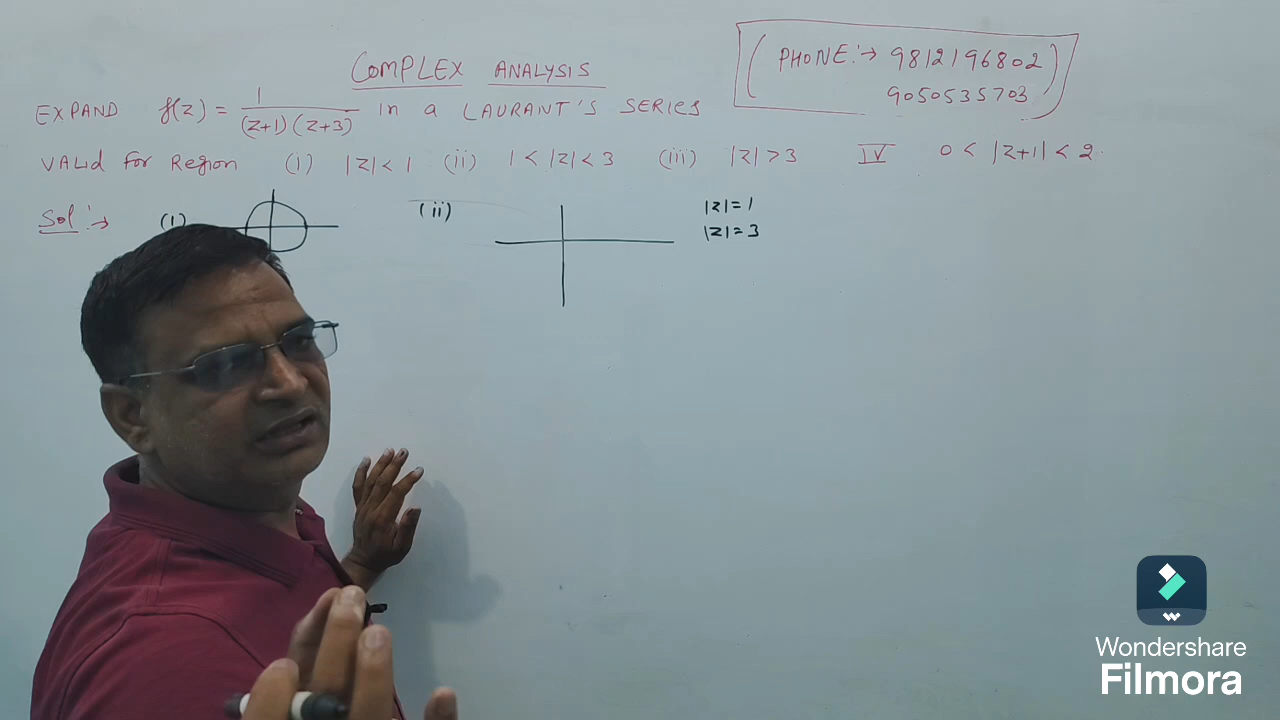 COMPLEX ANALYSIS
( PHONE:→ 9812196802 )
9050535703
EXPAND f(z) = 1/((z+1)(z+3)) in a LAURANT'S SERIES
VALid for Region (i) |z| < 1 (ii) 1 < |z| < 3 (iii) |z| > 3 IV 0 < |z+1| < 2.
Sol:→ (i) (ii) |z| = 1
|z| = 3
Wondershare
Filmora